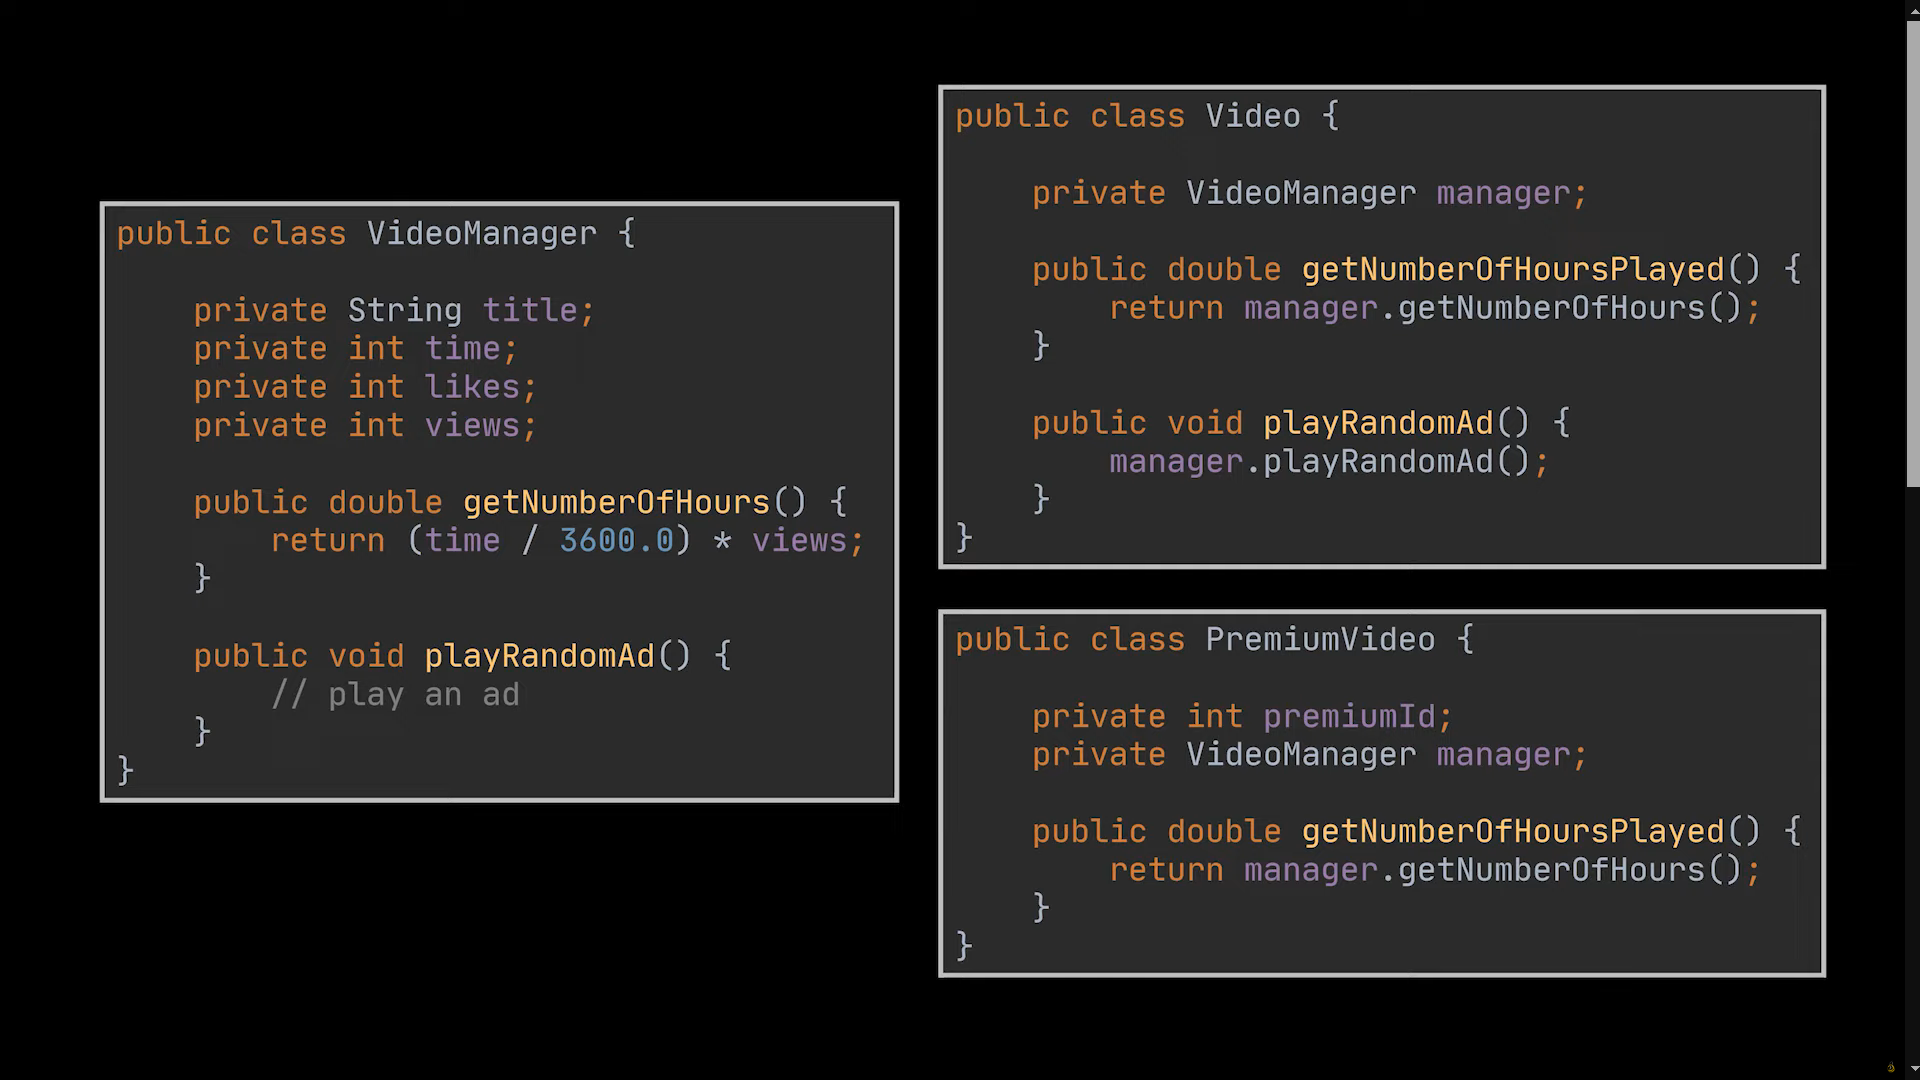 public class VideoManager {
private String title;
private int time;
private int likes;
private int views;
public double getNumberOfHours() {
return (time / 3600.0) * views;
}
public void playRandomAd() {
// play an ad
}
}
public class Video {
private VideoManager manager;
public double getNumberOfHoursPlayed() {
return manager.getNumberOfHours();
}
public void playRandomAd() {
manager.playRandomAd();
}
}
public class PremiumVideo {
private int premiumId;
private VideoManager manager;
public double getNumberOfHoursPlayed() {
return manager.getNumberOfHours();
}
}